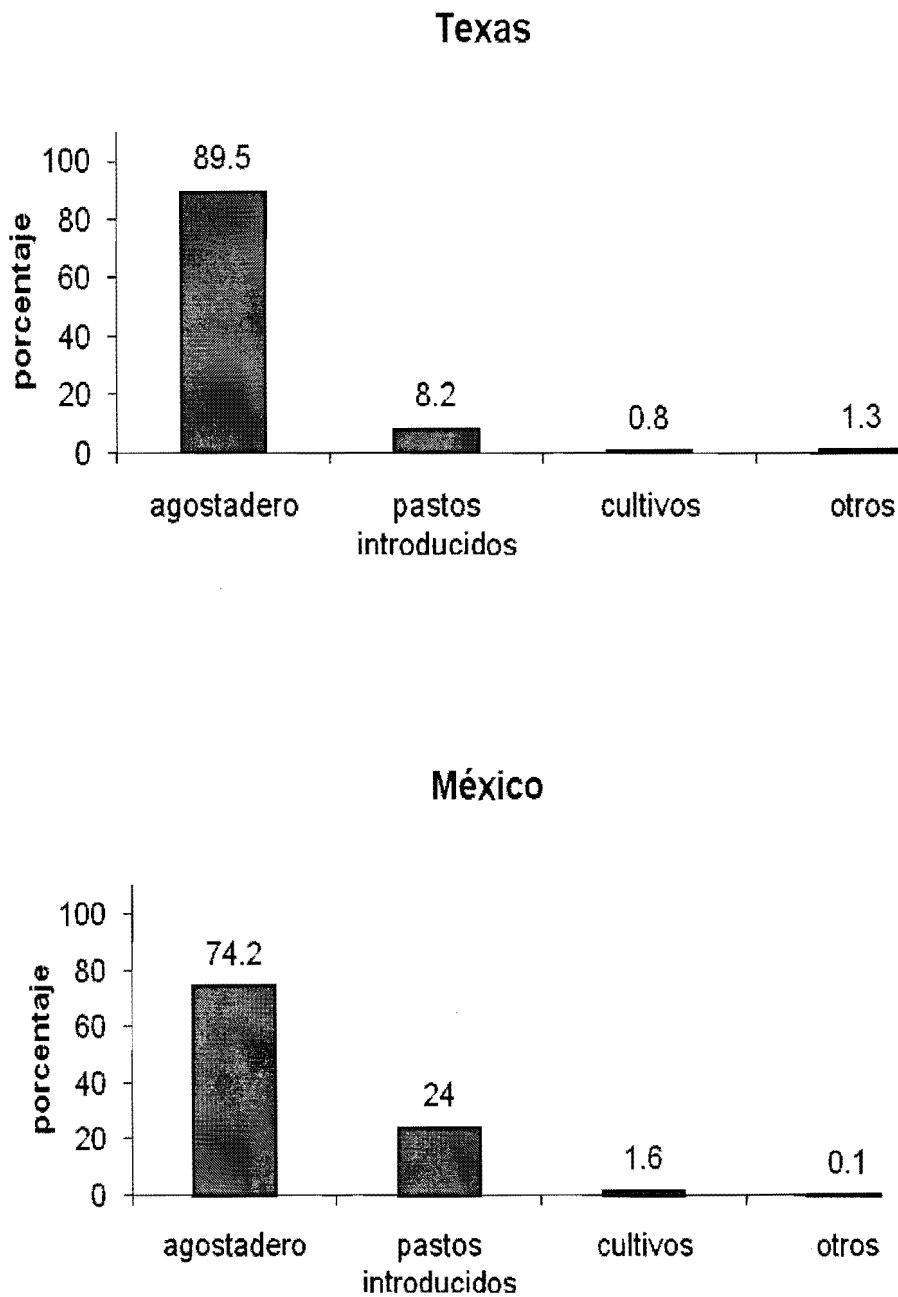 Texas
porcentaje
100
80
60
40
20
0
89.5
8.2
0.8
1.3
agostadero
pastos
introducidos
cultivos
otros
México
porcentaje
100
80
60
40
20
0
74.2
24
1.6
0.1
agostadero
pastos
introducidos
cultivos
otros